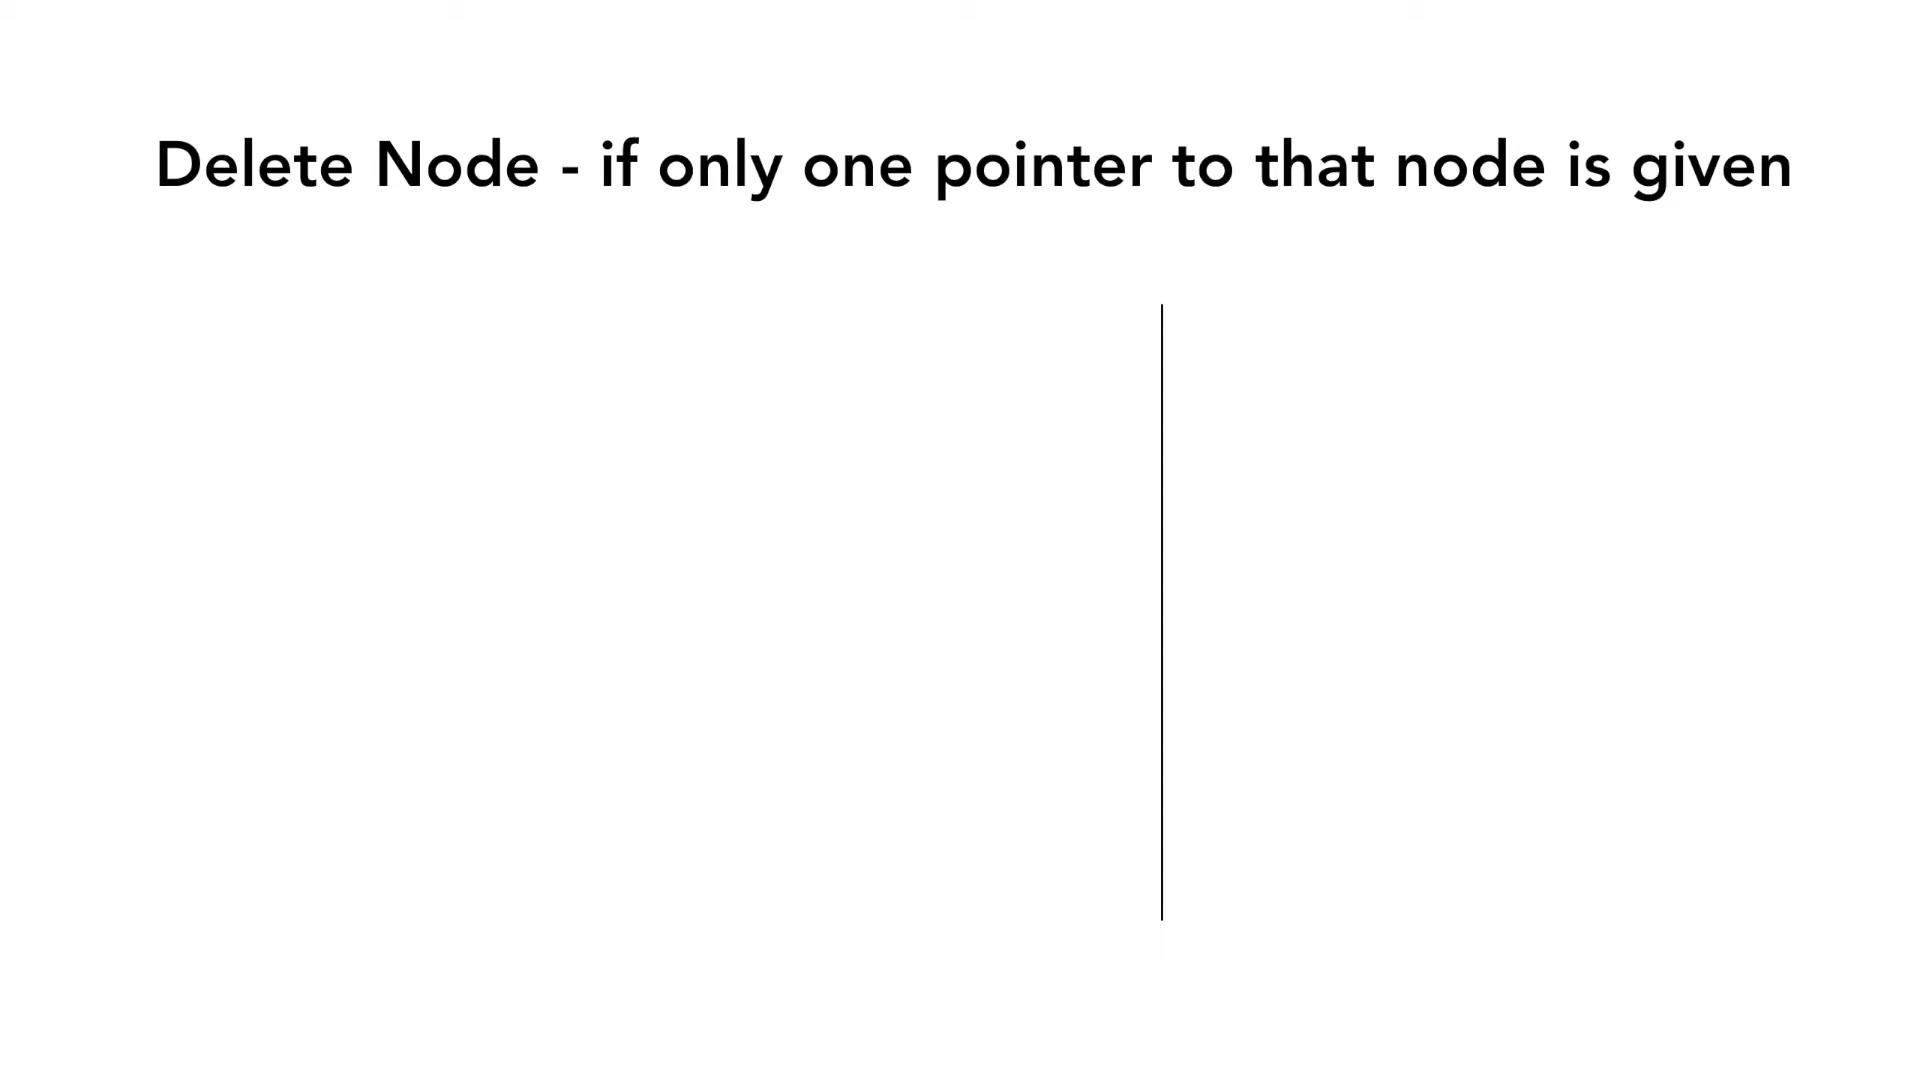 Delete Node - if only one pointer to that node is given